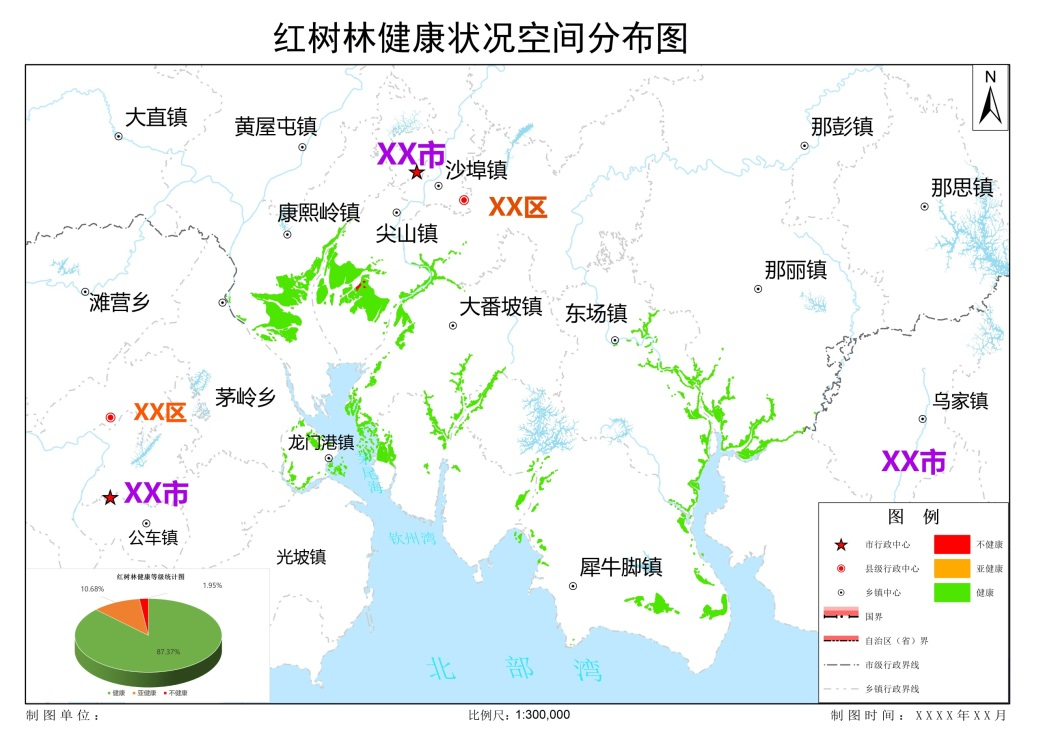 红树林健康状况空间分布图
N
大直镇
黄屋屯镇
XX市
沙埠镇
那彭镇
那思镇
XX区
康熙岭镇
尖山镇
那丽镇
滩营乡
大番坡镇
东场镇
茅岭乡
XX区
乌家镇
龙门港镇
XX市
XX市
公车镇
钦州湾
光坡镇
犀牛脚镇
北部湾
红树林健康等级统计图
10.68%
1.95%
87.37%
健康 亚健康 不健康
图 例
市行政中心
不健康
县级行政中心
亚健康
乡镇中心
健康
国界
自治区（省）界
市级行政界线
乡镇行政界线
制图单位：
比例尺：1:300,000
制图时间：XXXX年XX月